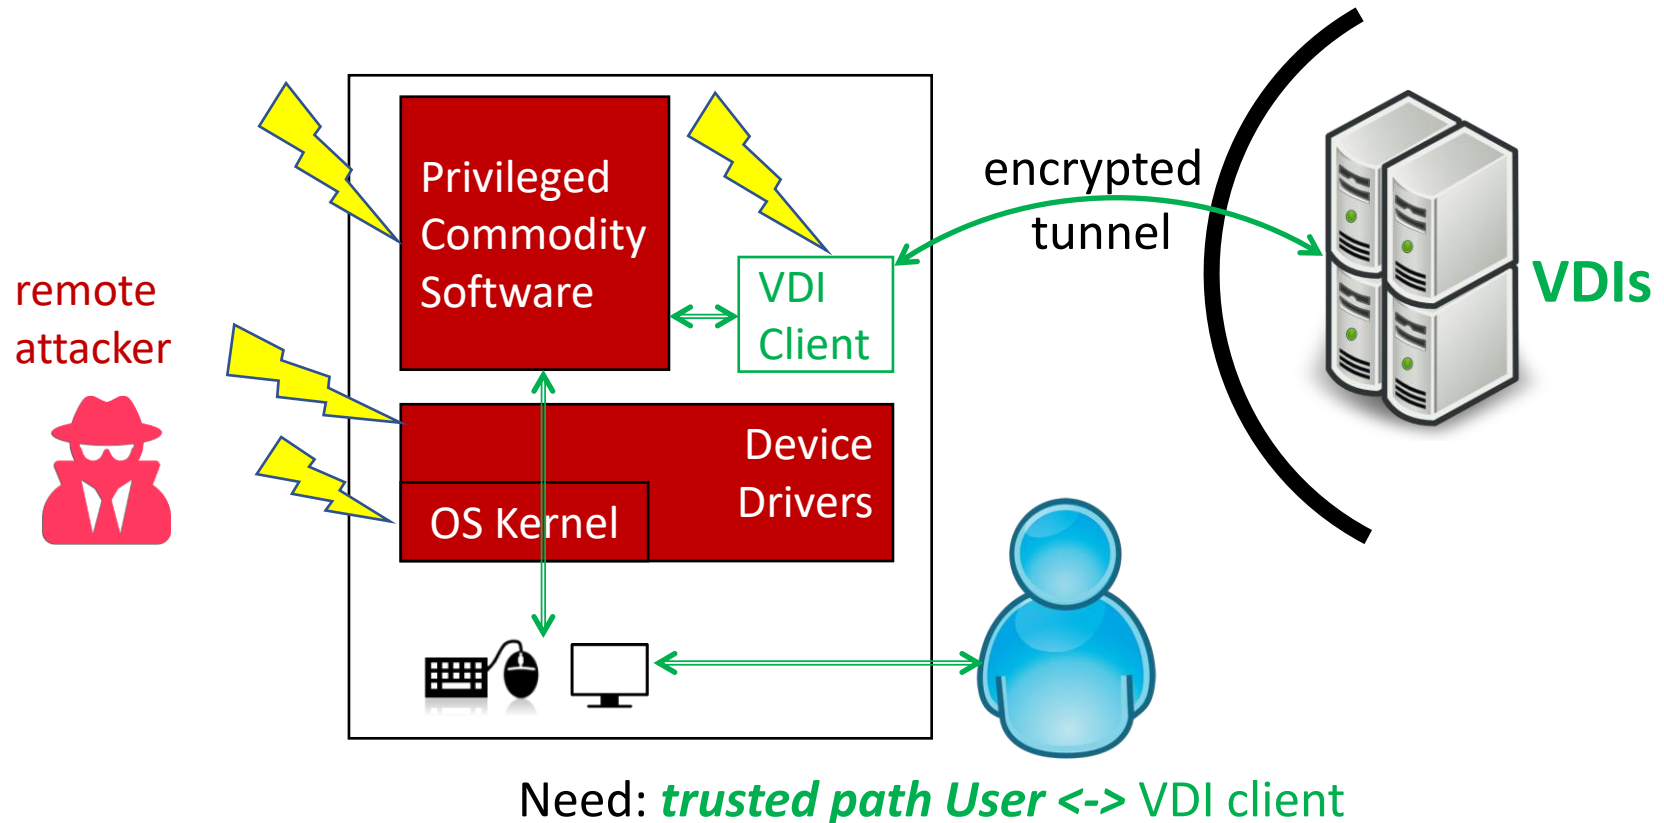 Privileged
Commodity
Software
encrypted
tunnel
VDI
Client
VDIs
remote
attacker
Device
Drivers
OS Kernel
Need: trusted path User <-> VDI client